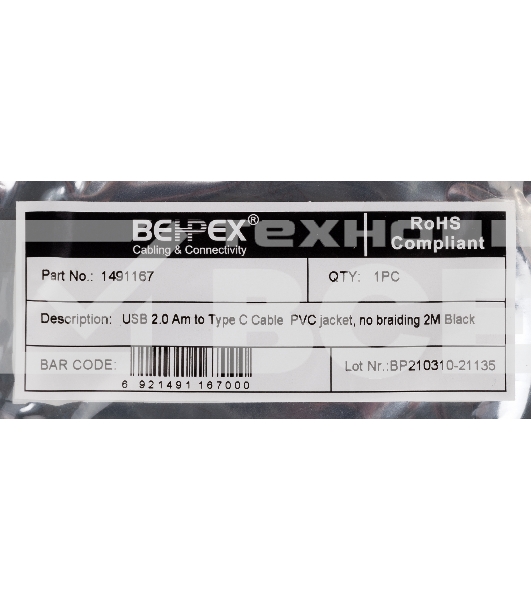 BEHPEX®
Cabling & Connectivity
RoHS
Compliant
Part No.: 1491167
QTY: 1PC
Description: USB 2.0 Am to Type C Cable PVC jacket, no braiding 2M Black
BAR CODE:
6 921491 167000
Lot Nr.:BP210310-21135